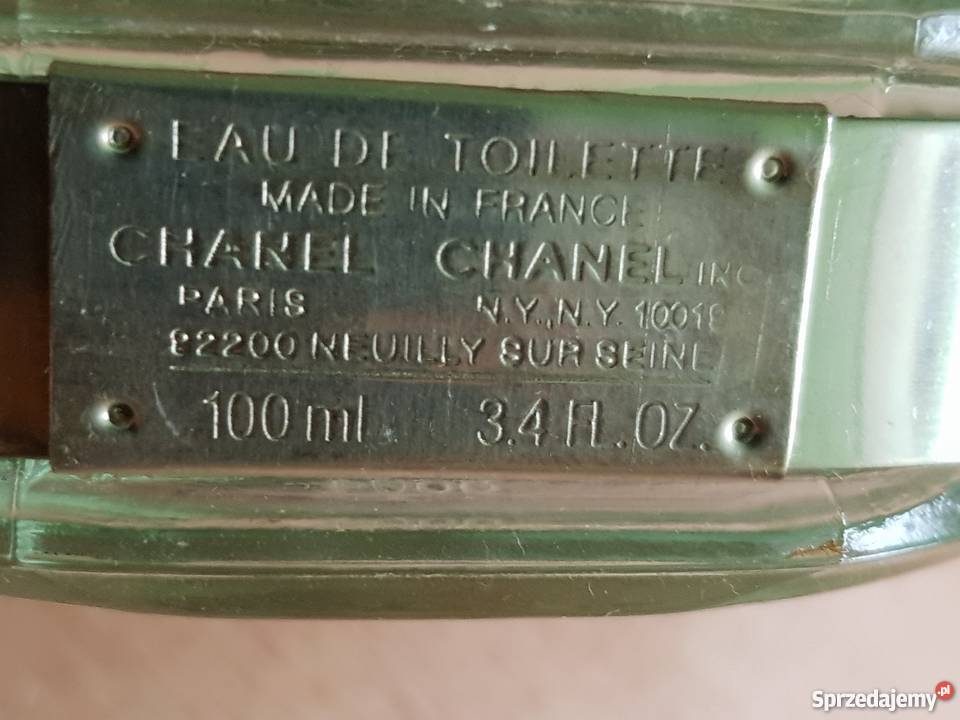 EAU DE TOILETTE
MADE IN FRANCE
CHANEL CHANEL INC
PARIS N.Y., N.Y. 10019
92200 NEUILLY SUR SEINE
100 ml 3.4 FL. OZ.
Sprzedajemy.pl